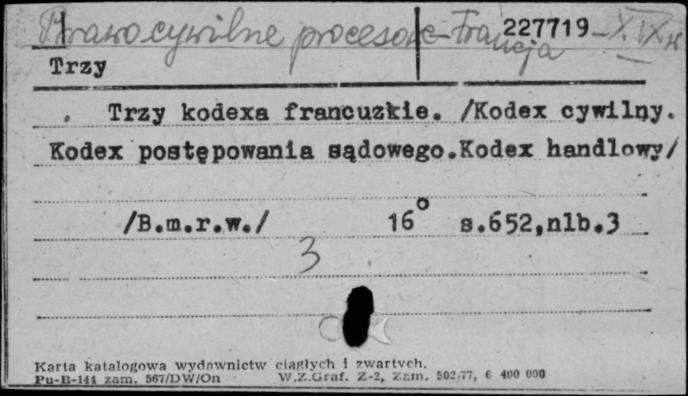 Prawo cywilne procesowe - Francja - XIX w
227719
Trzy
Trzy kodexa francuzkie. /Kodex cywilny.
Kodex postępowania sądowego.Kodex handlowy/
/B.m.r.w./ 16° s.652,nlb.3
3
Karta katalogowa wydawnictw ciągłych i zwartych.
Pu-B-144 zam. 567/DW/On W.Z.Graf. Z-2, Zam. 502/77, 6 400 000